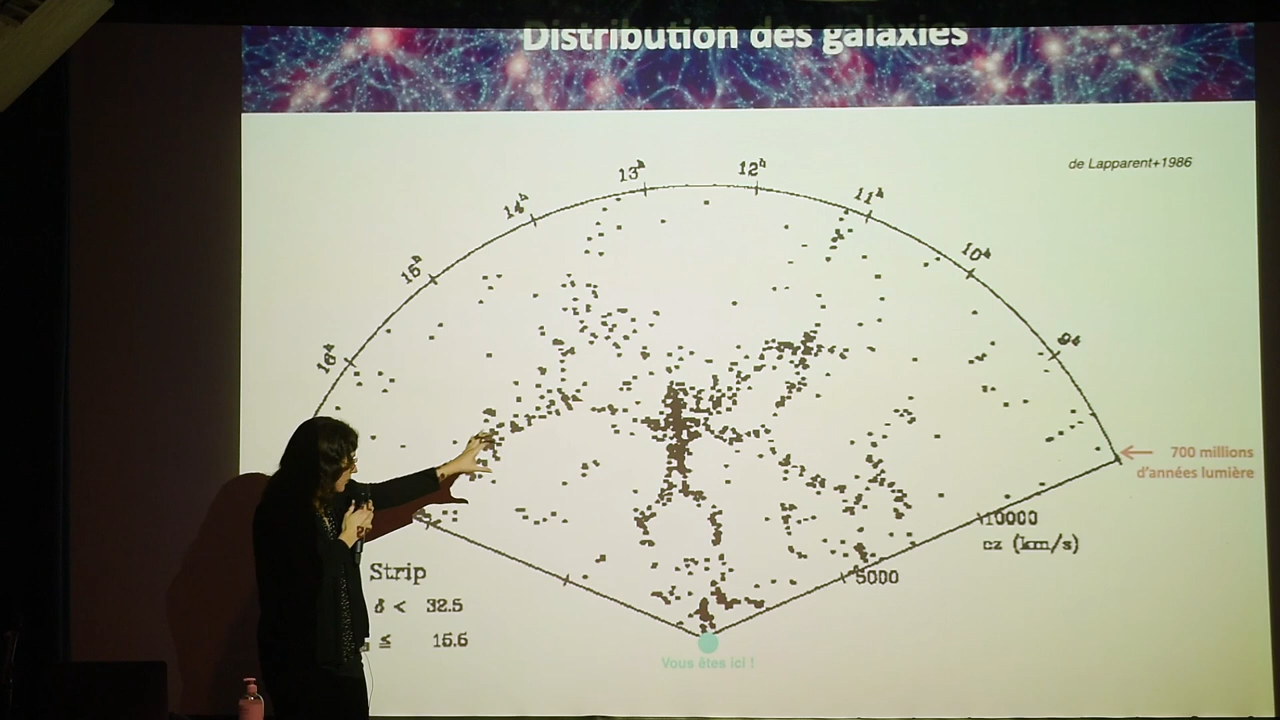 Distribution des galaxies
de Lapparent+1986
13ʰ
12ʰ
14ʰ
11ʰ
15ʰ
10ʰ
16ʰ
9ʰ
700 millions
d'années lumière
10000
cz (km/s)
5000
Strip
δ < 32.5
≤ 15.6
Vous êtes ici !